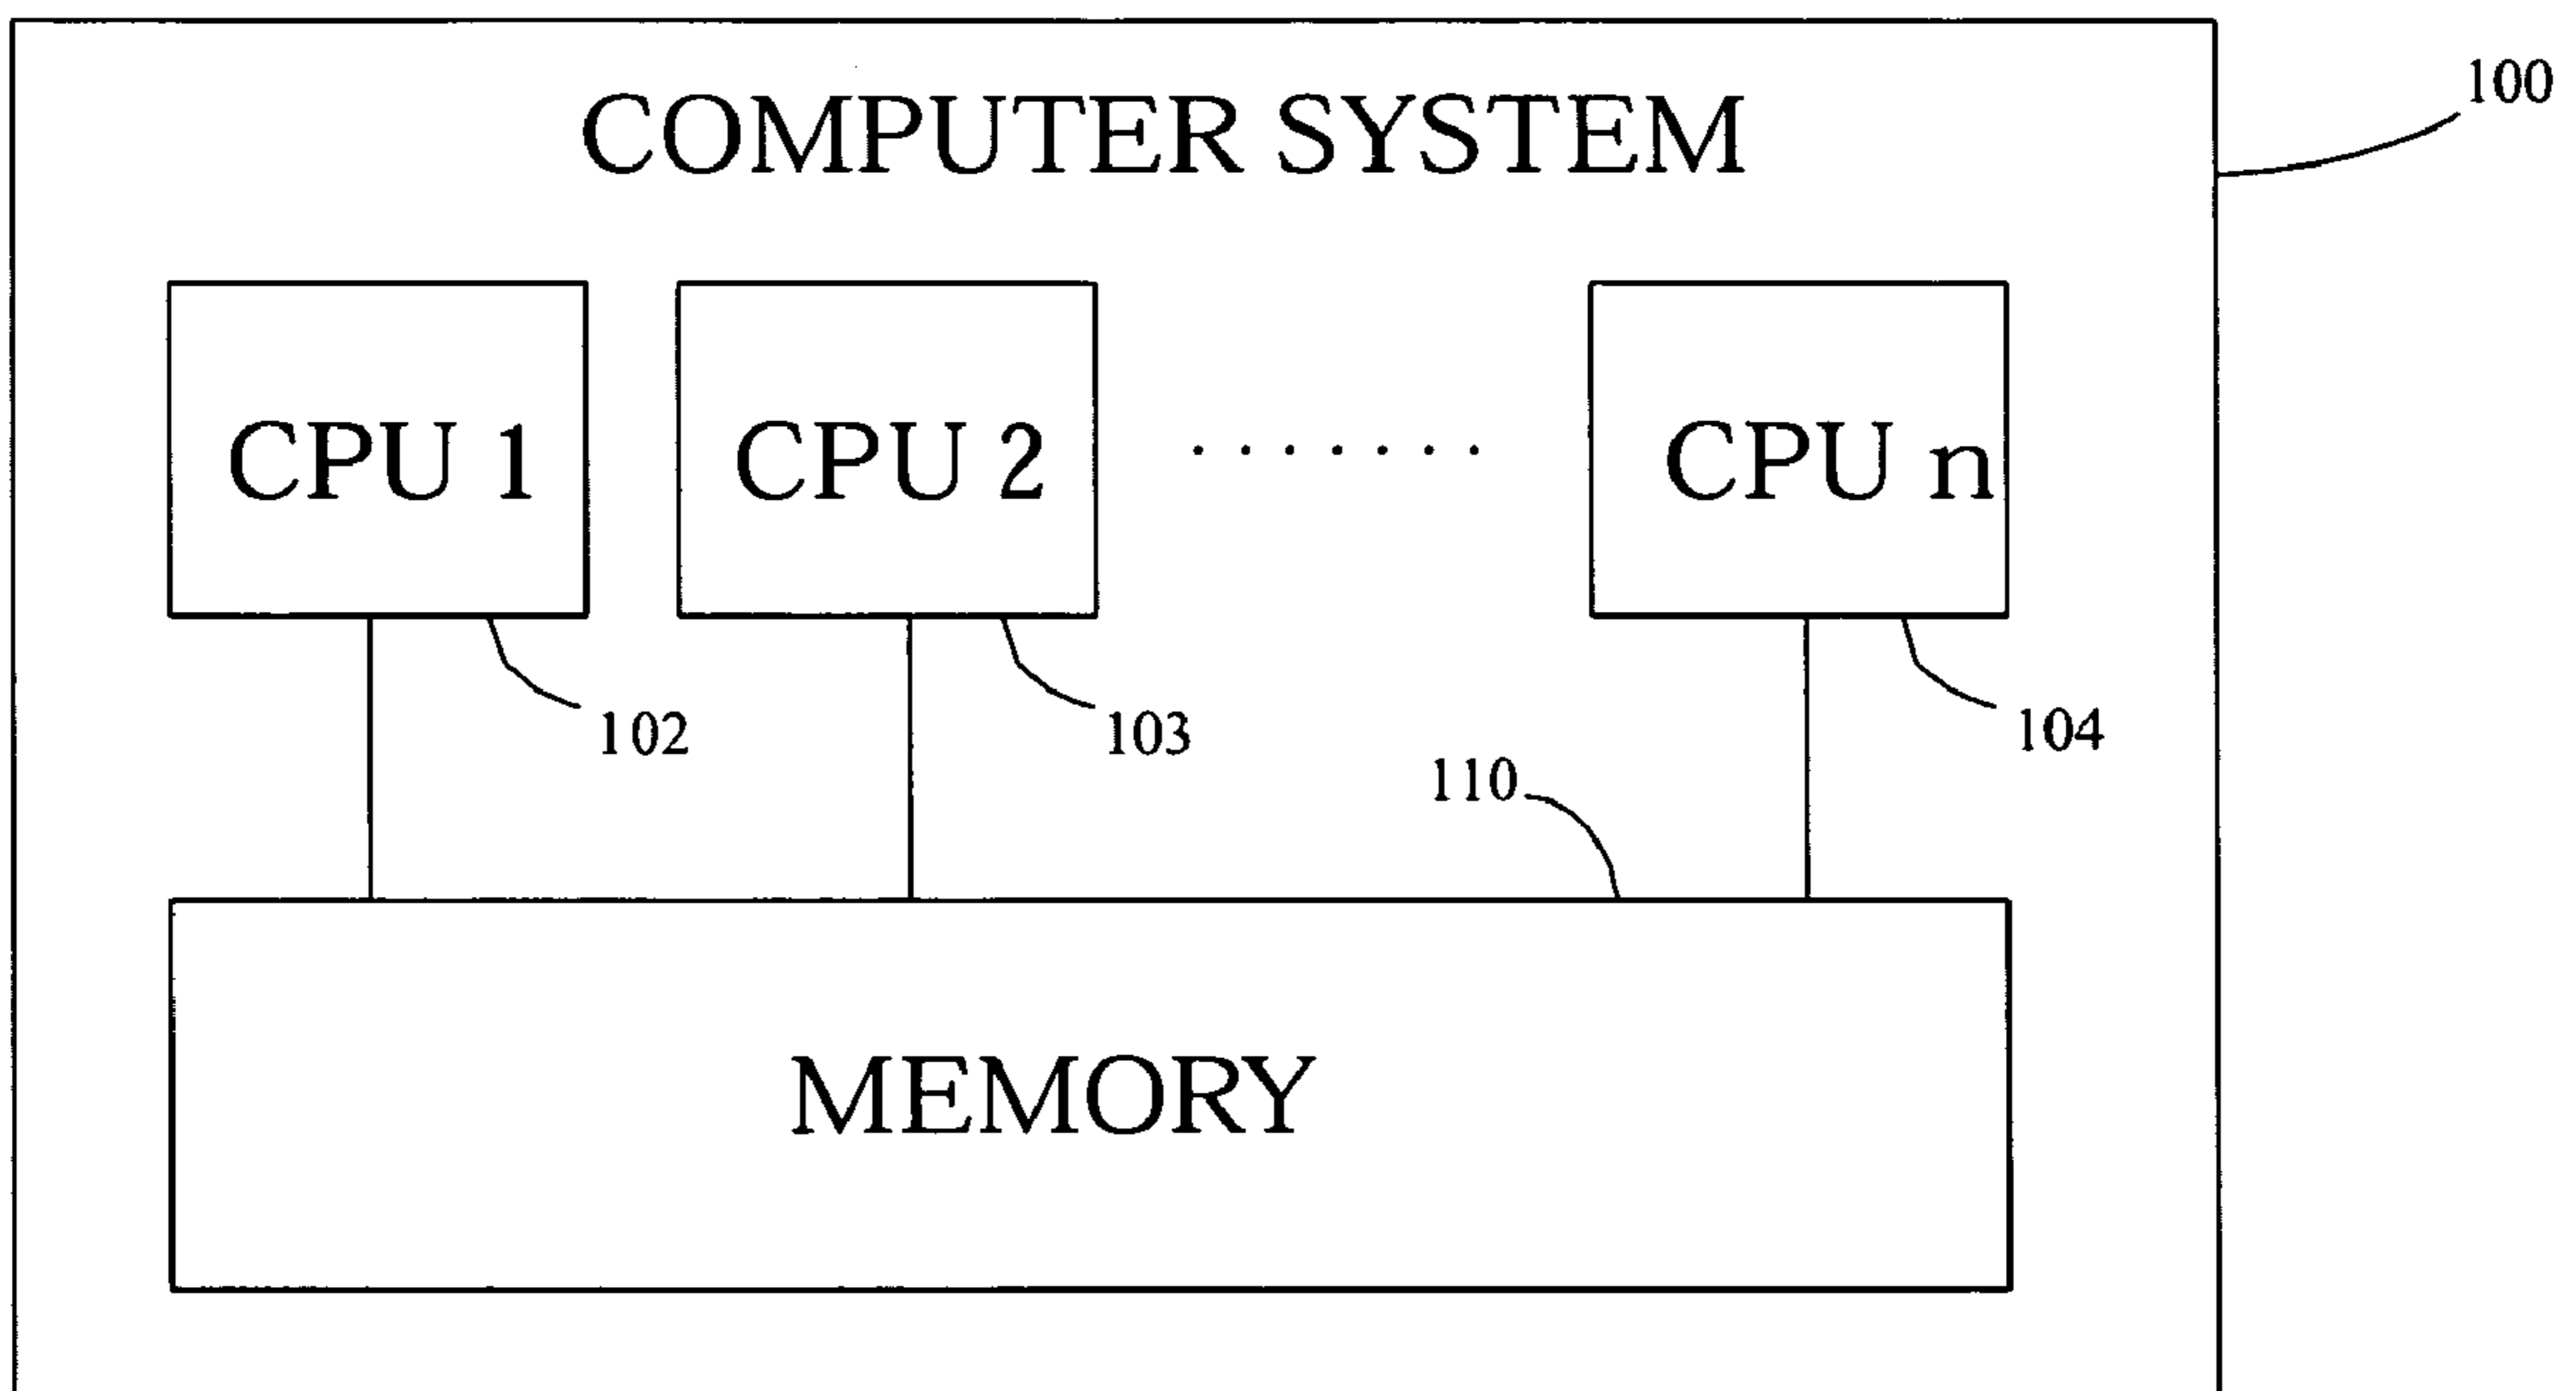 100
COMPUTER SYSTEM
CPU 1
CPU 2
.......
CPU n
102
103
104
110
MEMORY